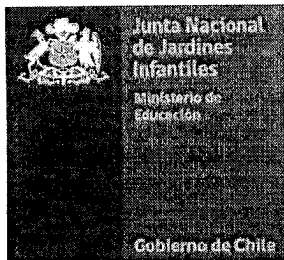 Junta Nacional
de Jardines
Infantiles
Ministerio de
Educación
Gobierno de Chile